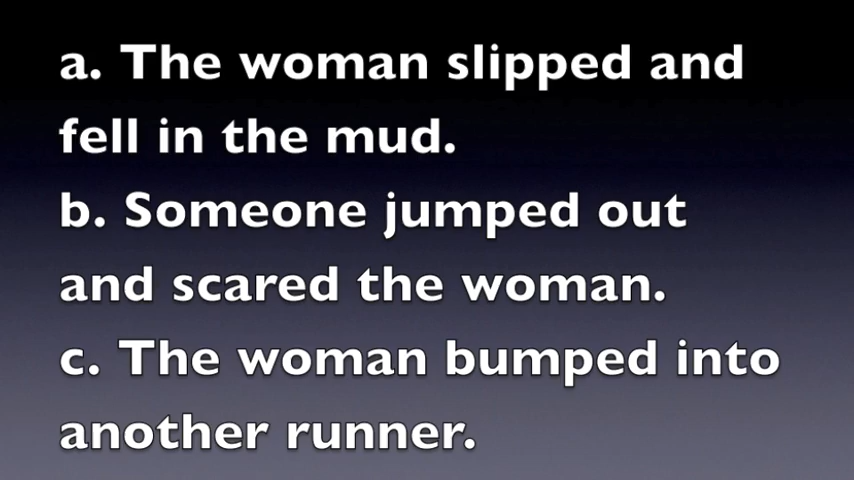 a. The woman slipped and
fell in the mud.
b. Someone jumped out
and scared the woman.
c. The woman bumped into
another runner.